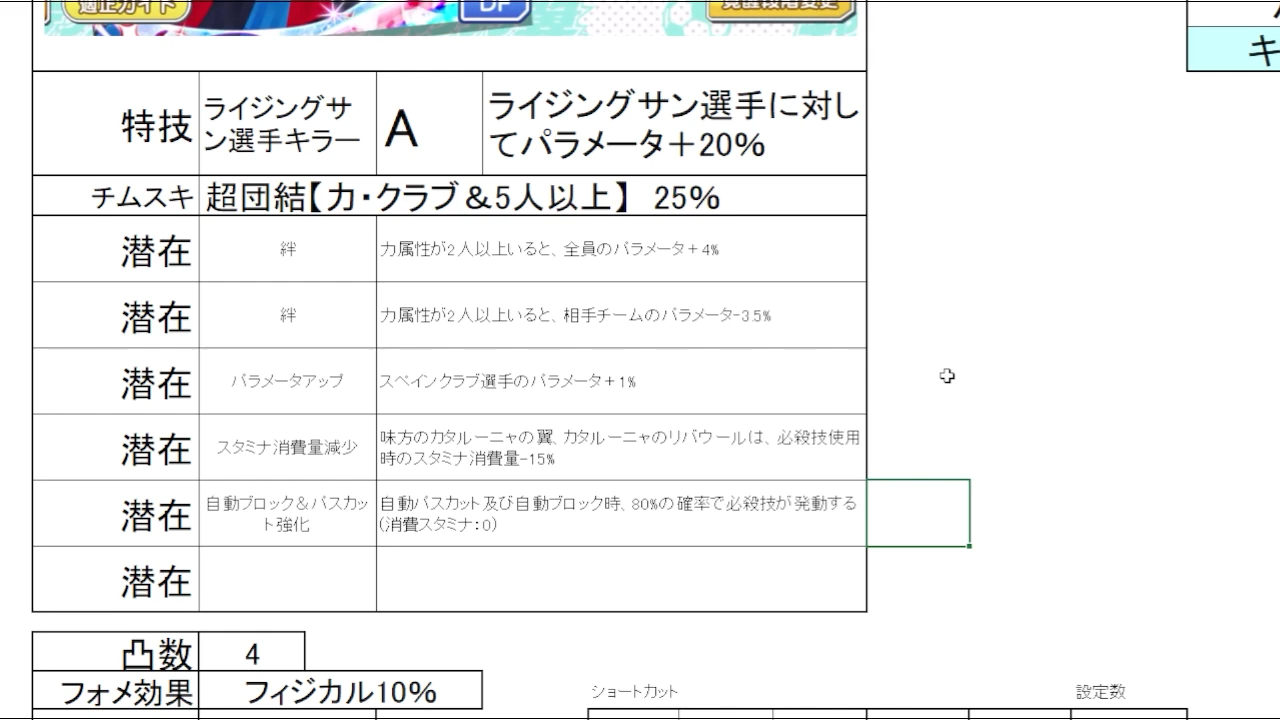 適正ガイド
DF
覚醒段階変更
キ
特技
ライジングサ
ン選手キラー
A
ライジングサン選手に対し
てパラメータ＋20%
チムスキ
超団結【力・クラブ＆5人以上】 25%
潜在
絆
力属性が2人以上いると、全員のパラメータ＋4%
潜在
絆
力属性が2人以上いると、相手チームのパラメータ-3.5%
潜在
パラメータアップ
スペインクラブ選手のパラメータ＋1%
潜在
スタミナ消費量減少
味方のカタルーニャの翼、カタルーニャのリバウールは、必殺技使用
時のスタミナ消費量-15%
潜在
自動ブロック＆パスカッ
ト強化
自動パスカット及び自動ブロック時、80%の確率で必殺技が発動する
（消費スタミナ：0）
潜在
凸数
4
フォメ効果
フィジカル10%
ショートカット
設定数